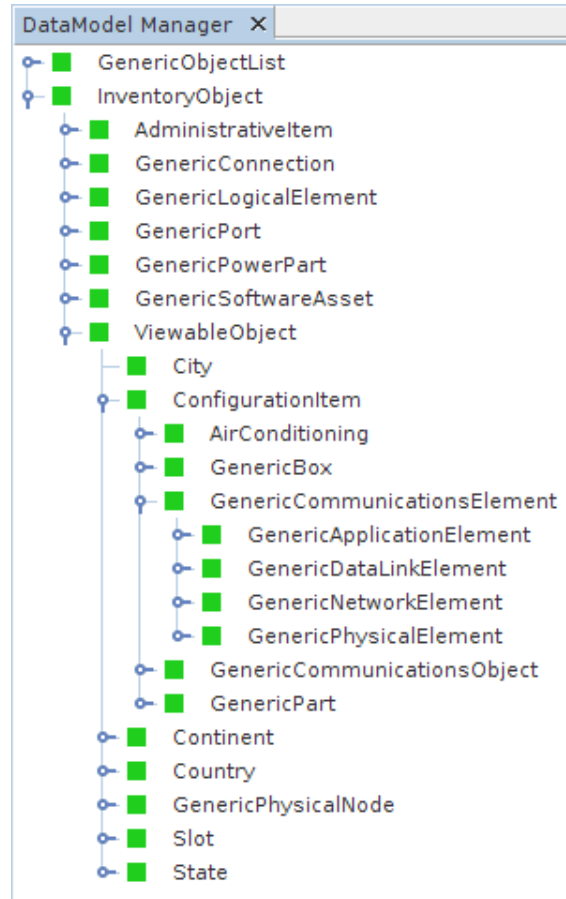 DataModel Manager ×
GenericObjectList
InventoryObject
AdministrativeItem
GenericConnection
GenericLogicalElement
GenericPort
GenericPowerPart
GenericSoftwareAsset
ViewableObject
City
ConfigurationItem
AirConditioning
GenericBox
GenericCommunicationsElement
GenericApplicationElement
GenericDataLinkElement
GenericNetworkElement
GenericPhysicalElement
GenericCommunicationsObject
GenericPart
Continent
Country
GenericPhysicalNode
Slot
State